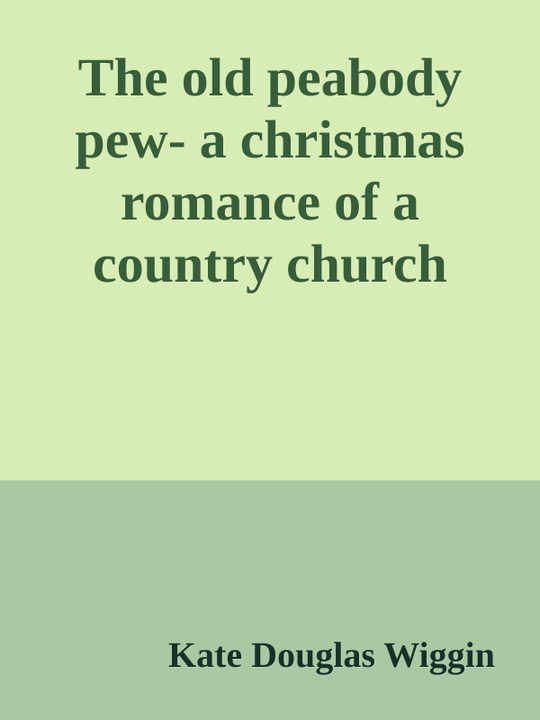 The old peabody
pew- a christmas
romance of a
country church
Kate Douglas Wiggin